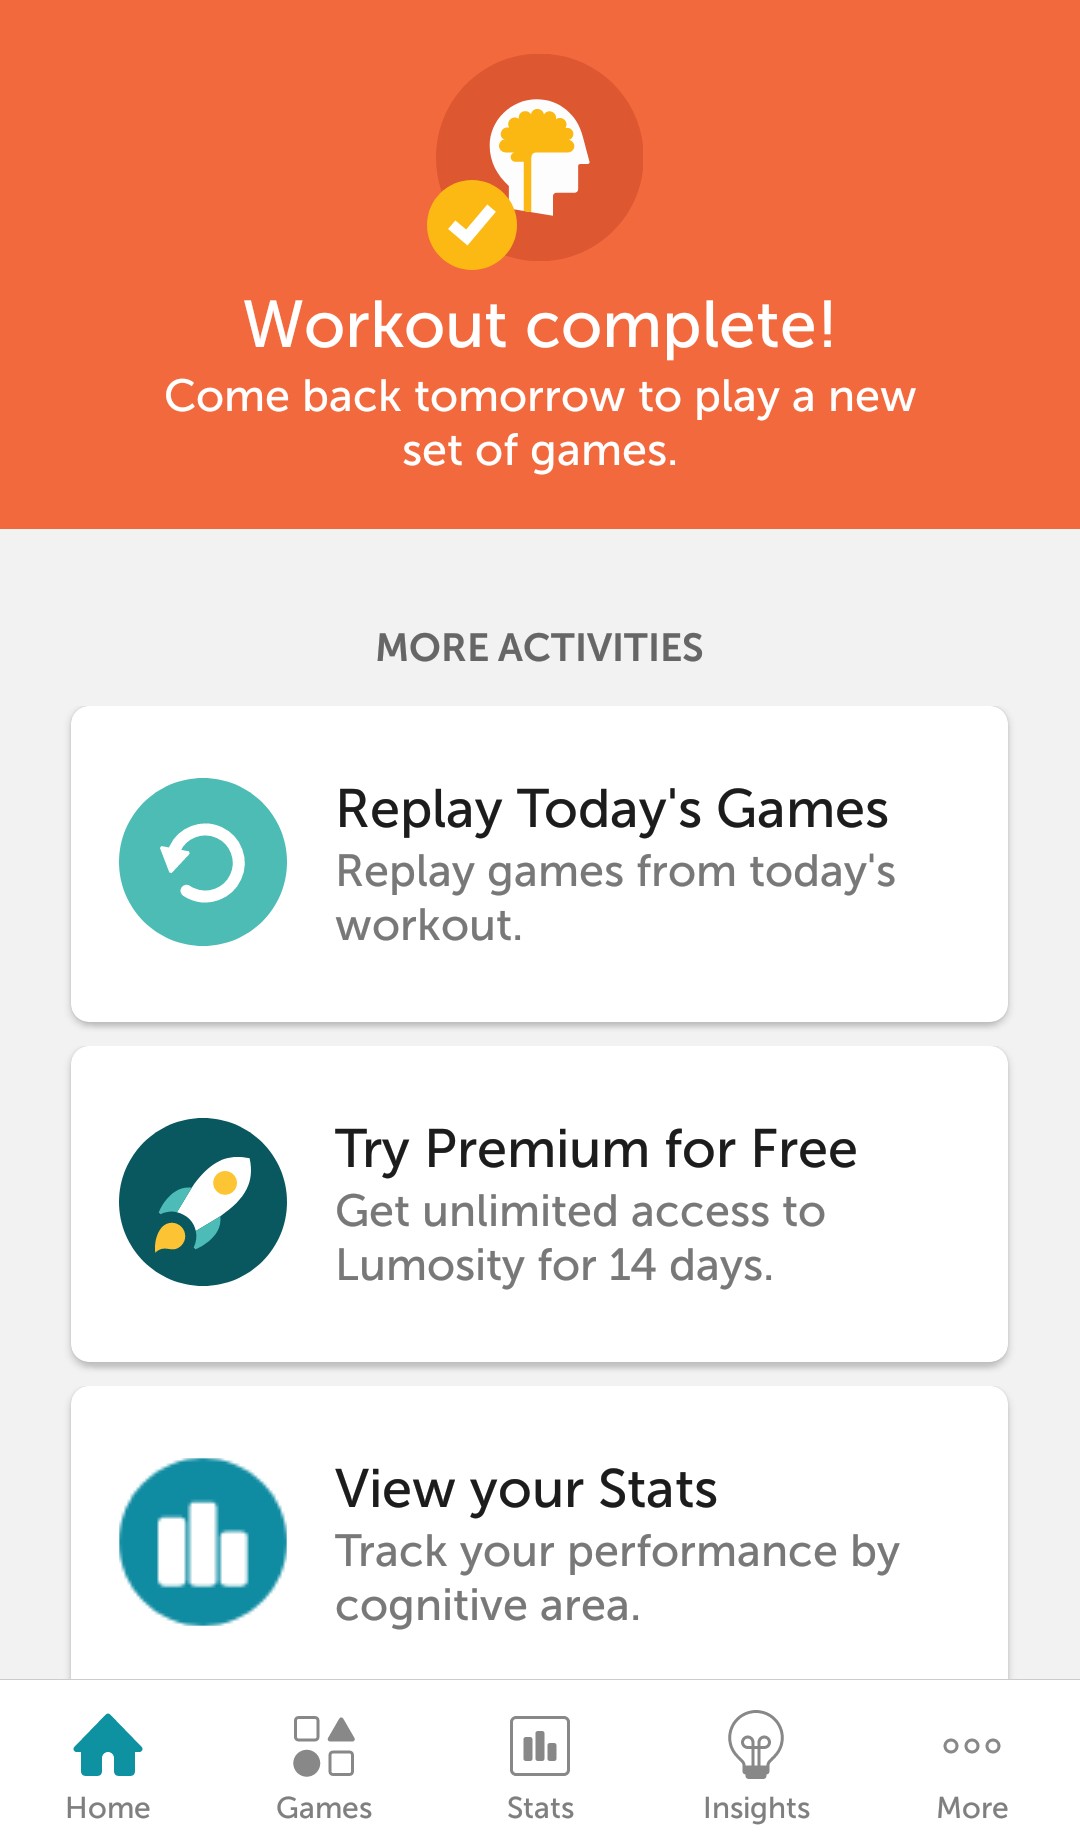 Workout complete!
Come back tomorrow to play a new
set of games.
MORE ACTIVITIES
Replay Today's Games
Replay games from today's
workout.
Try Premium for Free
Get unlimited access to
Lumosity for 14 days.
View your Stats
Track your performance by
cognitive area.
Home
Games
Stats
Insights
More